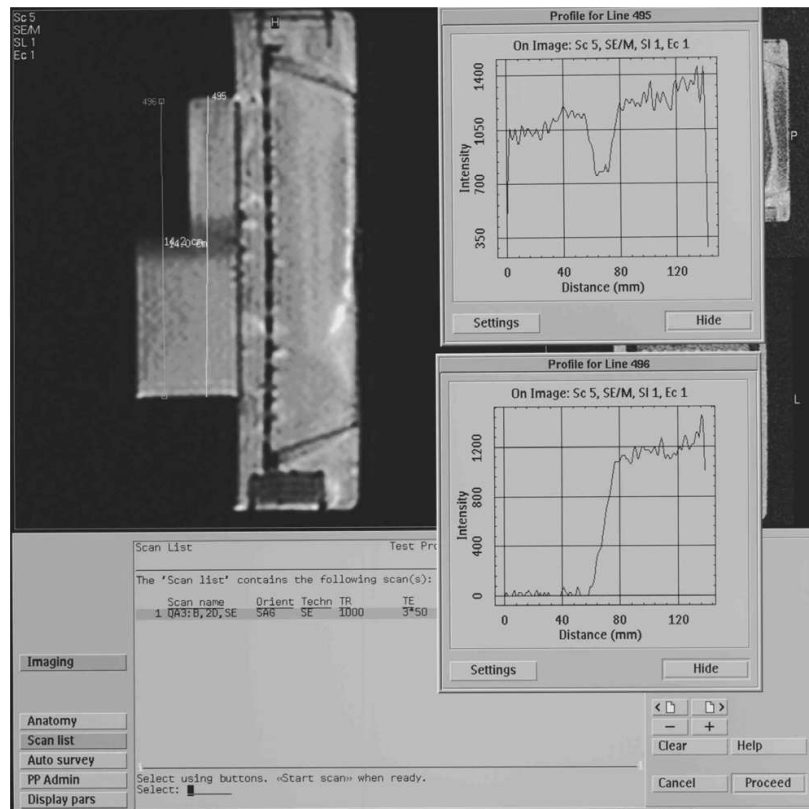 Sc 5
SE/M
SL 1
Ec 1
H
496
495
14.2 cm
14.0 cm
P
L
Profile for Line 495
On Image: Sc 5, SE/M, Sl 1, Ec 1
Intensity
1400
1050
700
350
0 40 80 120
Distance (mm)
Settings
Hide
Profile for Line 496
On Image: Sc 5, SE/M, Sl 1, Ec 1
Intensity
1200
800
400
0
0 40 80 120
Distance (mm)
Settings
Hide
Scan List
The 'Scan list' contains the following scan(s):
Scan name Orient Techn TR TE
1 QA3:B,2D,SE SAG SE 1000 3*50
Imaging
Anatomy
Scan list
Auto survey
PP Admin
Display pars
Select using buttons. «Start scan» when ready.
Select:
< >
- +
Clear
Help
Cancel
Proceed